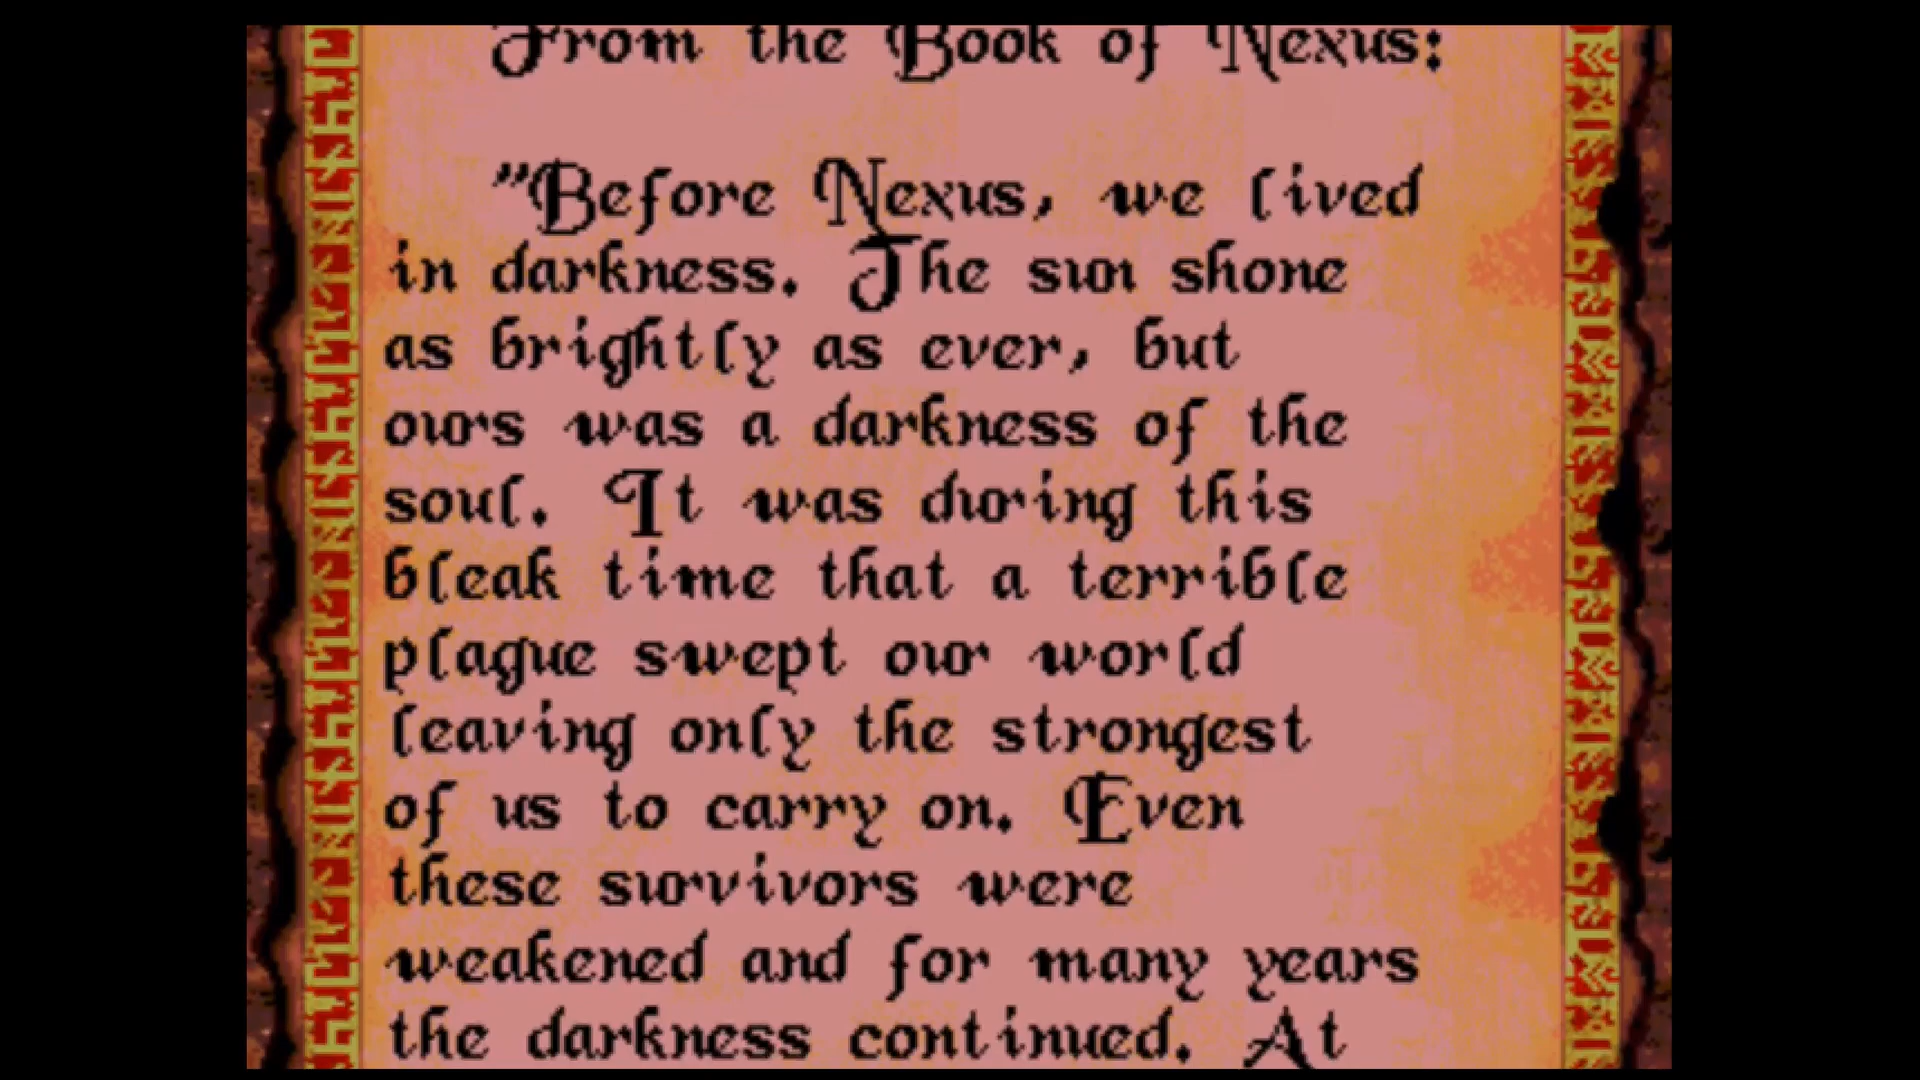 From the Book of Nexus:
"Before Nexus, we lived
in darkness. The sun shone
as brightly as ever, but
ours was a darkness of the
soul. It was during this
bleak time that a terrible
plague swept our world
leaving only the strongest
of us to carry on. Even
these survivors were
weakened and for many years
the darkness continued. At